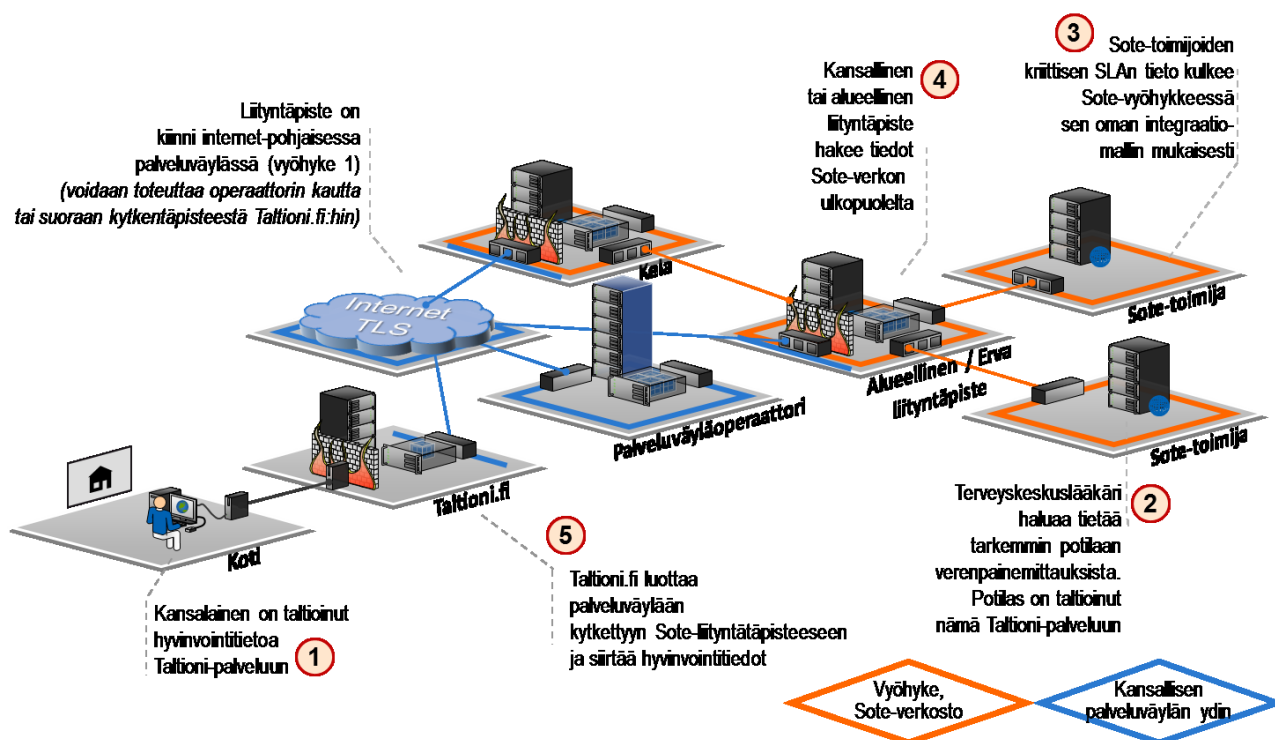 Liityntäpiste on
kiinni internet-pohjaisessa
palveluväylässä (vyöhyke 1)
(voidaan toteuttaa operaattorin kautta
tai suoraan kytkentäpisteestä Taltioni.fi:hin)
4
Kansallinen
tai alueellinen
liityntäpiste
hakee tiedot
Sote-verkon
ulkopuolelta
3
Sote-toimijoiden
kriittisen SLAn tieto kulkee
Sote-vyöhykkeessä
sen oman integraatio-
mallin mukaisesti
Kela
Internet
TLS
Sote-toimija
Alueellinen / Erva
liityntäpiste
Palveluväyläoperaattori
Sote-toimija
Taltioni.fi
Koti
1
Kansalainen on taltioinut
hyvinvointitietoa
Taltioni-palveluun
5
Taltioni.fi luottaa
palveluväylään
kytkettyyn Sote-liityntätäpisteeseen
ja siirtää hyvinvointitiedot
2
Terveyskeskuslääkäri
haluaa tietää
tarkemmin potilaan
verenpainemittauksista.
Potilas on taltioinut
nämä Taltioni-palveluun
Vyöhyke,
Sote-verkosto
Kansallisen
palveluväylän ydin